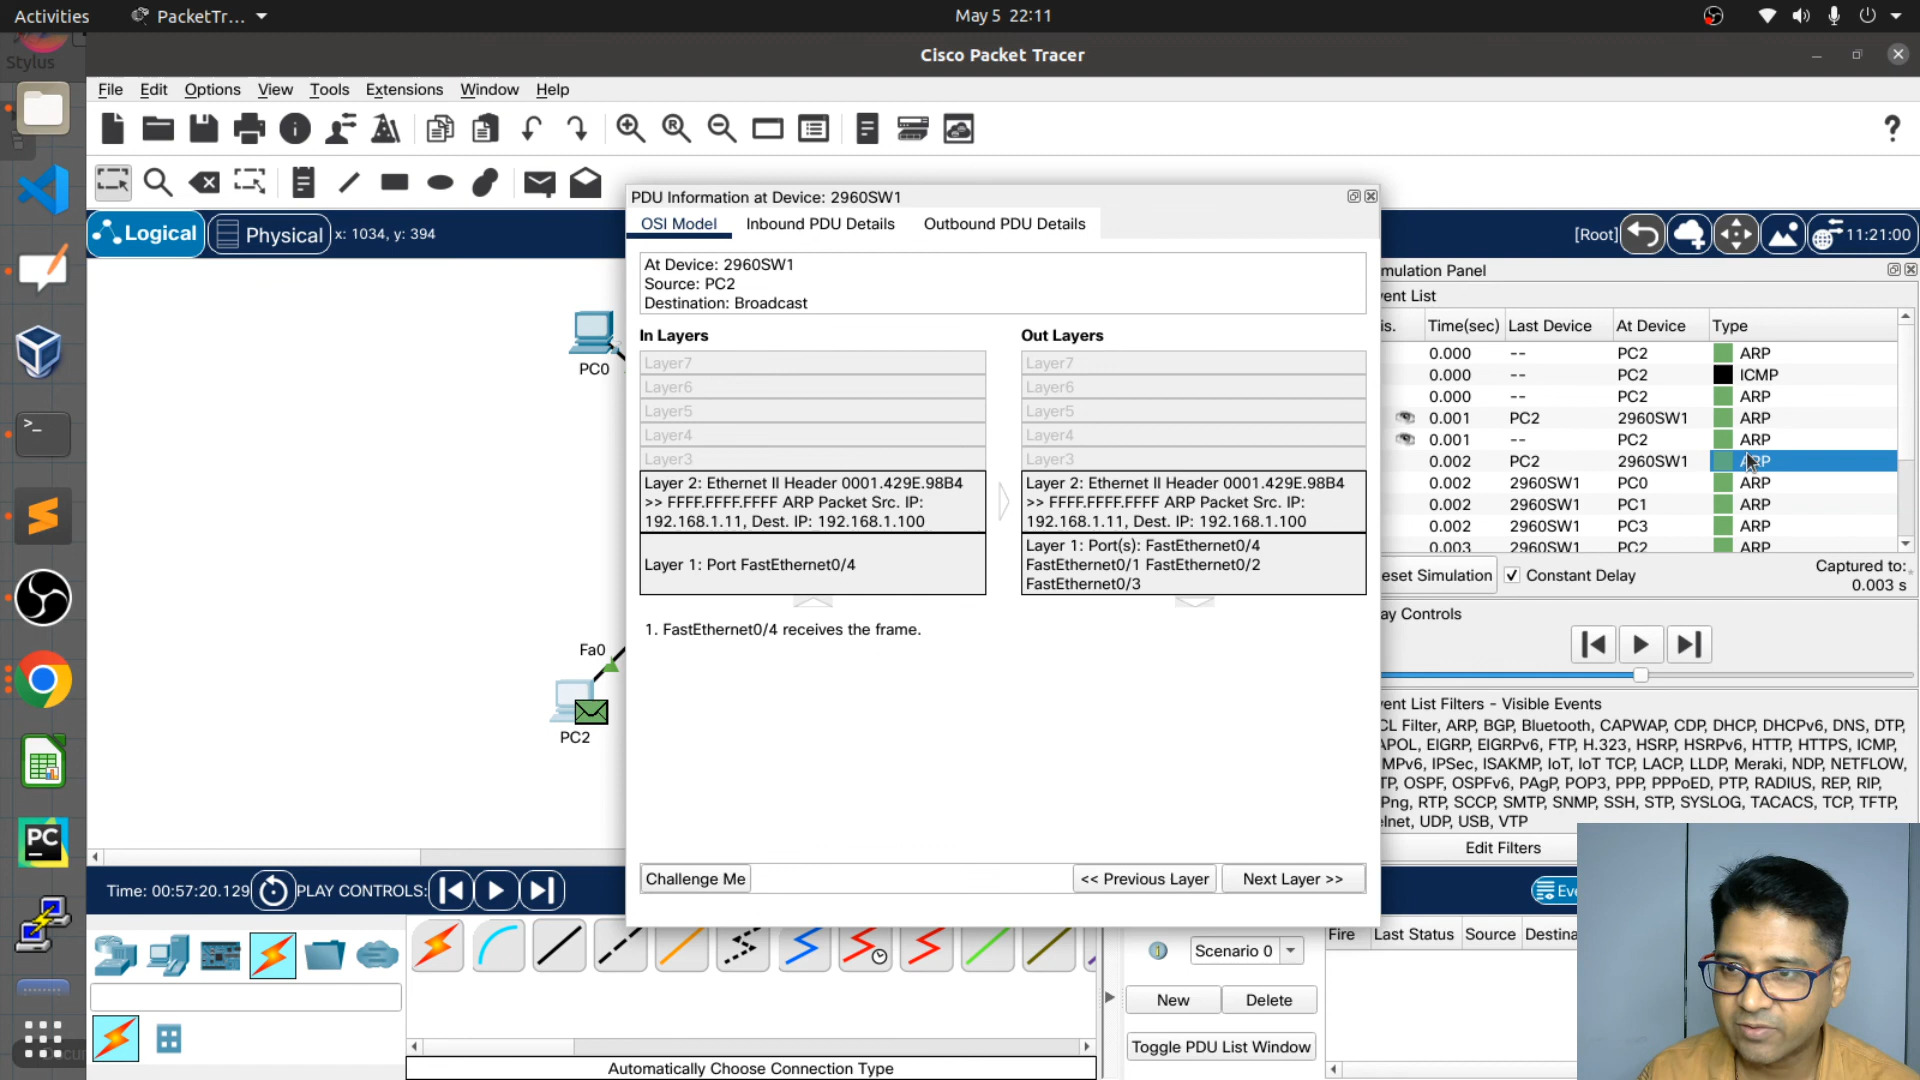 Activities
PacketTr...
May 5 22:11
Stylus
Cisco Packet Tracer
File Edit Options View Tools Extensions Window Help
Logical
Physical
x: 1034, y: 394
[Root]
11:21:00
PDU Information at Device: 2960SW1
OSI Model
Inbound PDU Details
Outbound PDU Details
At Device: 2960SW1
Source: PC2
Destination: Broadcast
In Layers
Out Layers
Layer7
Layer6
Layer5
Layer4
Layer3
Layer 2: Ethernet II Header 0001.429E.98B4
>> FFFF.FFFF.FFFF ARP Packet Src. IP:
192.168.1.11, Dest. IP: 192.168.1.100
Layer 1: Port FastEthernet0/4
Layer7
Layer6
Layer5
Layer4
Layer3
Layer 2: Ethernet II Header 0001.429E.98B4
>> FFFF.FFFF.FFFF ARP Packet Src. IP:
192.168.1.11, Dest. IP: 192.168.1.100
Layer 1: Port(s): FastEthernet0/4
FastEthernet0/1 FastEthernet0/2
FastEthernet0/3
1. FastEthernet0/4 receives the frame.
Challenge Me
<< Previous Layer
Next Layer >>
PC0
Fa0
PC2
mulation Panel
ent List
is. Time(sec) Last Device At Device Type
0.000 -- PC2 ARP
0.000 -- PC2 ICMP
0.000 -- PC2 ARP
0.001 PC2 2960SW1 ARP
0.001 -- PC2 ARP
0.002 PC2 2960SW1 ARP
0.002 2960SW1 PC0 ARP
0.002 2960SW1 PC1 ARP
0.002 2960SW1 PC3 ARP
0.003 2960SW1 PC2 ARP
eset Simulation
Constant Delay
Captured to:
0.003 s
ay Controls
ent List Filters - Visible Events
CL Filter, ARP, BGP, Bluetooth, CAPWAP, CDP, DHCP, DHCPv6, DNS, DTP,
APOL, EIGRP, EIGRPv6, FTP, H.323, HSRP, HSRPv6, HTTP, HTTPS, ICMP,
MPv6, IPSec, ISAKMP, IoT, IoT TCP, LACP, LLDP, Meraki, NDP, NETFLOW,
TP, OSPF, OSPFv6, PAgP, POP3, PPP, PPPoED, PTP, RADIUS, REP, RIP,
Png, RTP, SCCP, SMTP, SNMP, SSH, STP, SYSLOG, TACACS, TCP, TFTP,
elnet, UDP, USB, VTP
Edit Filters
Time: 00:57:20.129
PLAY CONTROLS:
Eve
Scenario 0
New
Delete
Toggle PDU List Window
Fire Last Status Source Destina
Automatically Choose Connection Type
PC
>_